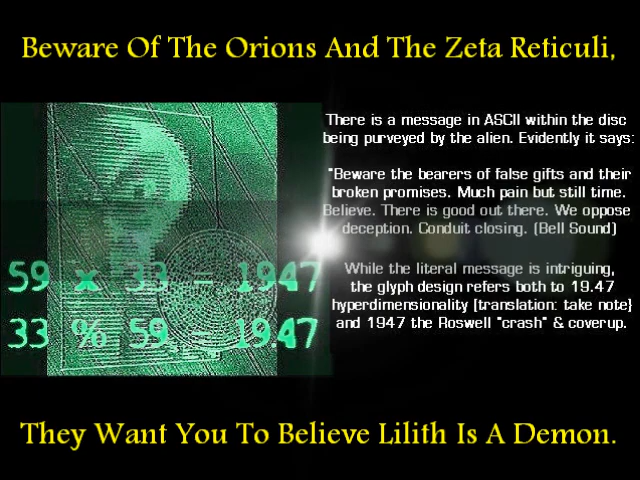 Beware Of The Orions And The Zeta Reticuli,
There is a message in ASCII within the disc
being purveyed by the alien. Evidently it says:
"Beware the bearers of false gifts and their
broken promises. Much pain but still time.
Believe. There is good out there. We oppose
deception. Conduit closing. (Bell Sound)
While the literal message is intriguing,
the glyph design refers both to 19.47
hyperdimensionality (translation: take note)
and 1947 the Roswell "crash" & coverup.
59 x 33 = 1947
33 % 59 = 19.47
They Want You To Believe Lilith Is A Demon.